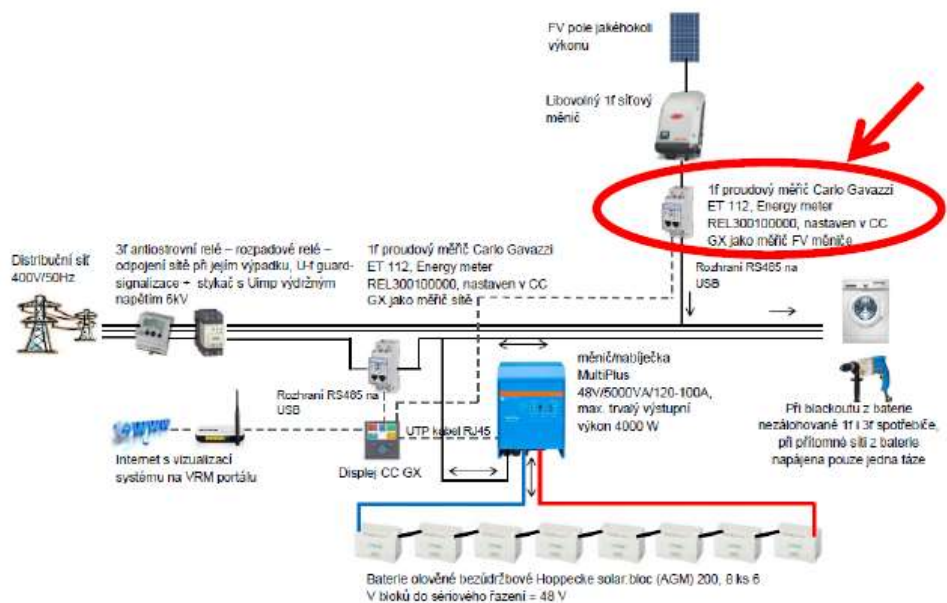 FV pole jakéhokoli
výkonu
Libovolný 1f síťový
měnič
1f proudový měřič Carlo Gavazzi
ET 112, Energy meter
REL300100000, nastaven v CC
GX jako měřič FV měniče
Distribuční síť
400V/50Hz
3f antiostrovní relé – rozpadové relé –
odpojení sítě při jejím výpadku, U-f guard-
signalizace + stykač s Uimp výdržným
napětím 6kV
1f proudový měřič Carlo Gavazzi
ET 112, Energy meter
REL300100000, nastaven v CC
GX jako měřič sítě
Rozhraní RS485 na
USB
měnič/nabíječka
MultiPlus
48V/5000VA/120-100A,
max. trvalý výstupní
výkon 4000 W
Rozhraní RS485 na
USB
UTP kabel RJ45
Při blackoutu z baterie
nezálohované 1f i 3f spotřebiče,
při přítomné síti z baterie
napájena pouze jedna fáze
Internet s vizualizací
systému na VRM portálu
Displej CC GX
Baterie olověné bezúdržbové Hoppecke solar.bloc (AGM) 200, 8 ks 6
V bloků do sériového řazení = 48 V